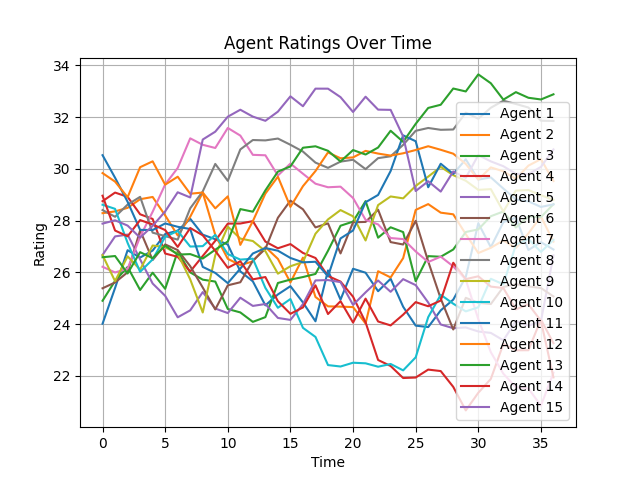 Agent Ratings Over Time
34
32
30
28
26
24
22
Rating
0
5
10
15
20
25
30
35
Time
Agent 1
Agent 2
Agent 3
Agent 4
Agent 5
Agent 6
Agent 7
Agent 8
Agent 9
Agent 10
Agent 11
Agent 12
Agent 13
Agent 14
Agent 15